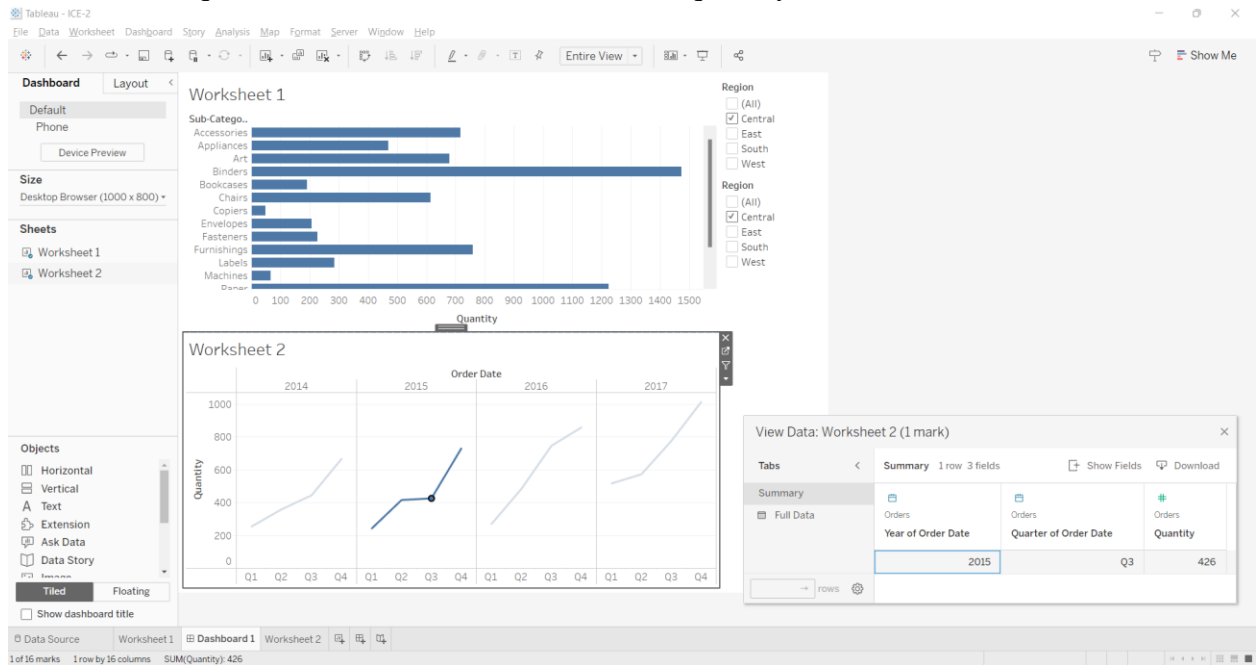 Tableau - ICE-2
File Data Worksheet Dashboard Story Analysis Map Format Server Window Help
Entire View
Show Me
Dashboard Layout
Default
Phone
Device Preview
Size
Desktop Browser (1000 x 800)
Sheets
Worksheet 1
Worksheet 2
Objects
Horizontal
Vertical
Text
Extension
Ask Data
Data Story
Image
Tiled Floating
Show dashboard title
Worksheet 1
Sub-Catego..
Accessories
Appliances
Art
Binders
Bookcases
Chairs
Copiers
Envelopes
Fasteners
Furnishings
Labels
Machines
Paper
0 100 200 300 400 500 600 700 800 900 1000 1100 1200 1300 1400 1500
Quantity
Region
(All)
Central
East
South
West
Region
(All)
Central
East
South
West
Worksheet 2
Order Date
2014 2015 2016 2017
Quantity
1000
800
600
400
200
0
Q1 Q2 Q3 Q4 Q1 Q2 Q3 Q4 Q1 Q2 Q3 Q4 Q1 Q2 Q3 Q4
View Data: Worksheet 2 (1 mark)
Tabs
Summary
Full Data
Summary 1 row 3 fields Show Fields Download
Orders Orders Orders
Year of Order Date Quarter of Order Date Quantity
2015 Q3 426
rows
Data Source Worksheet 1 Dashboard 1 Worksheet 2
1 of 16 marks 1 row by 16 columns SUM(Quantity): 426